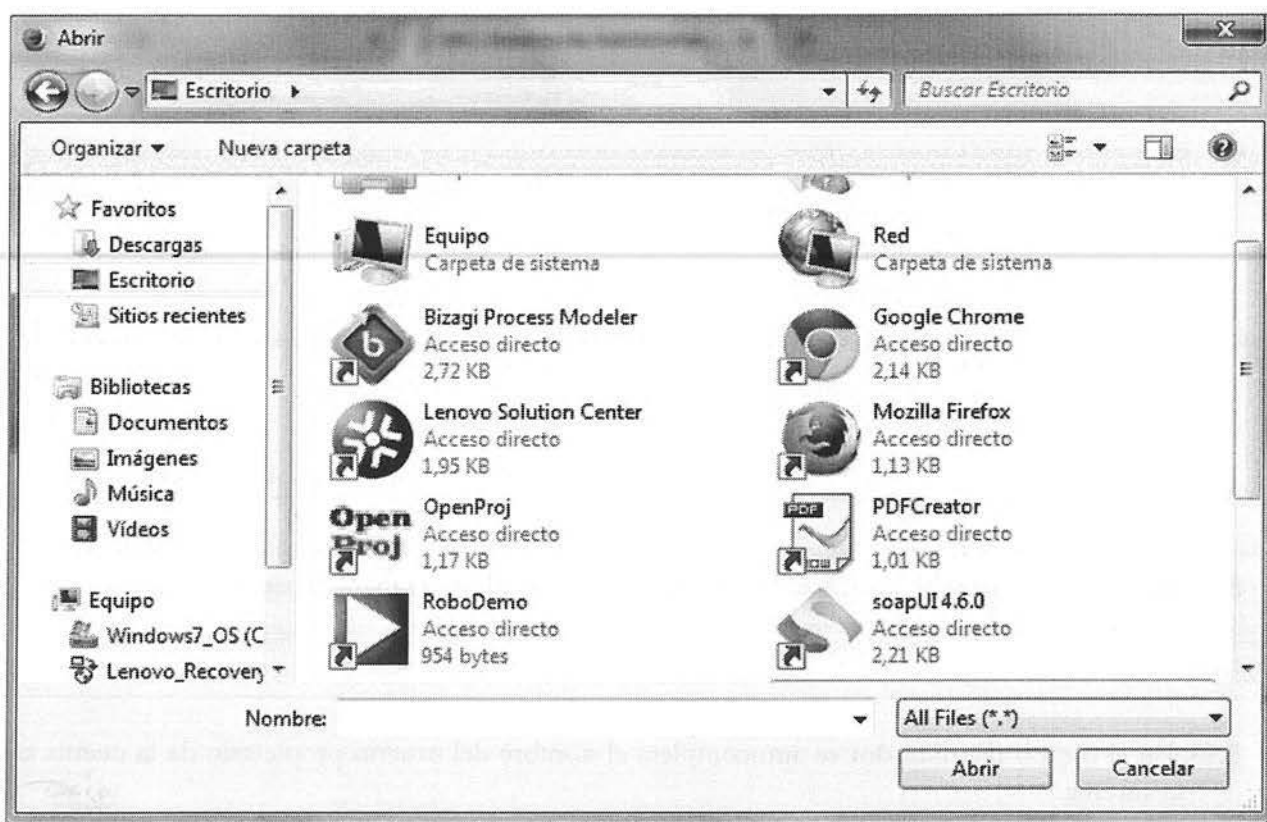 Abrir
Escritorio
Buscar Escritorio
Organizar
Nueva carpeta
Favoritos
Descargas
Escritorio
Sitios recientes
Bibliotecas
Documentos
Imágenes
Música
Vídeos
Equipo
Windows7_OS (C
Lenovo_Recovery
Equipo
Carpeta de sistema
Red
Carpeta de sistema
Bizagi Process Modeler
Acceso directo
2,72 KB
Google Chrome
Acceso directo
2,14 KB
Lenovo Solution Center
Acceso directo
1,95 KB
Mozilla Firefox
Acceso directo
1,13 KB
Open
Proj
OpenProj
Acceso directo
1,17 KB
PDF
PDFCreator
Acceso directo
1,01 KB
RoboDemo
Acceso directo
954 bytes
soapUI 4.6.0
Acceso directo
2,21 KB
Nombre:
All Files (*.*)
Abrir
Cancelar